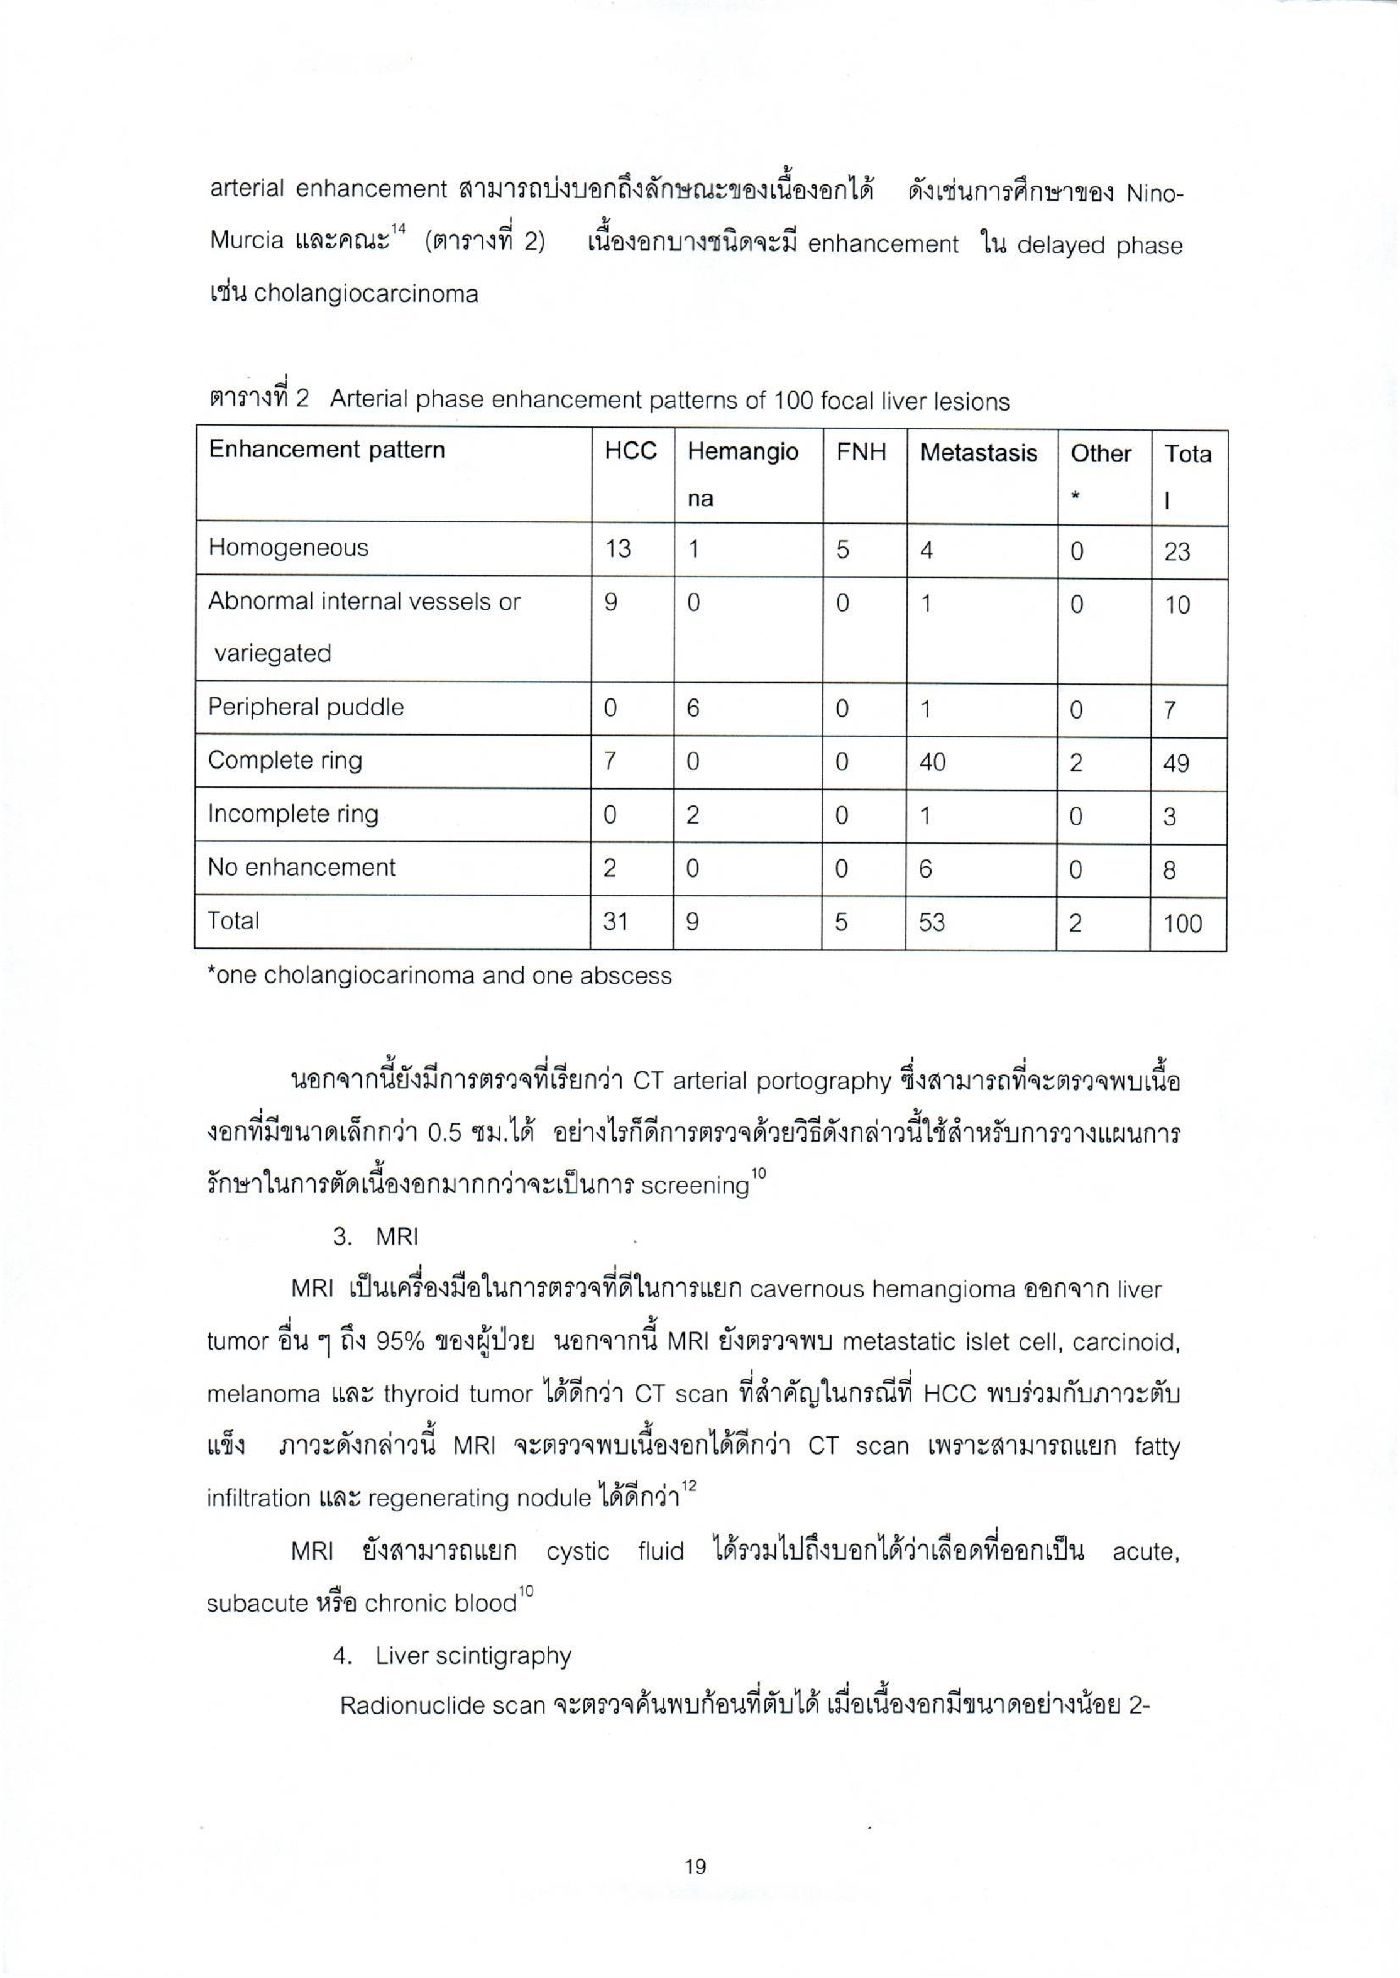 arterial enhancement สามารถบ่งบอกถึงลักษณะของเนื้องอกได้ ดังเช่นการศึกษาของ Nino-
Murcia และคณะ14 (ตารางที่ 2) เนื้องอกบางชนิดจะมี enhancement ใน delayed phase
เช่น cholangiocarcinoma
ตารางที่ 2 Arterial phase enhancement patterns of 100 focal liver lesions
Enhancement pattern HCC Hemangio FNH Metastasis Other Tota
na * l
Homogeneous 13 1 5 4 0 23
Abnormal internal vessels or 9 0 0 1 0 10
variegated
Peripheral puddle 0 6 0 1 0 7
Complete ring 7 0 0 40 2 49
Incomplete ring 0 2 0 1 0 3
No enhancement 2 0 0 6 0 8
Total 31 9 5 53 2 100
*one cholangiocarinoma and one abscess
นอกจากนี้ยังมีการตรวจที่เรียกว่า CT arterial portography ซึ่งสามารถที่จะตรวจพบเนื้อ
งอกที่มีขนาดเล็กกว่า 0.5 ซม.ได้ อย่างไรก็ดีการตรวจด้วยวิธีดังกล่าวนี้ใช้สำหรับการวางแผนการ
รักษาในการตัดเนื้องอกมากกว่าจะเป็นการ screening10
3. MRI
MRI เป็นเครื่องมือในการตรวจที่ดีในการแยก cavernous hemangioma ออกจาก liver
tumor อื่น ๆ ถึง 95% ของผู้ป่วย นอกจากนี้ MRI ยังตรวจพบ metastatic islet cell, carcinoid,
melanoma และ thyroid tumor ได้ดีกว่า CT scan ที่สำคัญในกรณีที่ HCC พบร่วมกับภาวะตับ
แข็ง ภาวะดังกล่าวนี้ MRI จะตรวจพบเนื้องอกได้ดีกว่า CT scan เพราะสามารถแยก fatty
infiltration และ regenerating nodule ได้ดีกว่า12
MRI ยังสามารถแยก cystic fluid ได้รวมไปถึงบอกได้ว่าเลือดที่ออกเป็น acute,
subacute หรือ chronic blood10
4. Liver scintigraphy
Radionuclide scan จะตรวจค้นพบก้อนที่ตับได้ เมื่อเนื้องอกมีขนาดอย่างน้อย 2-
19